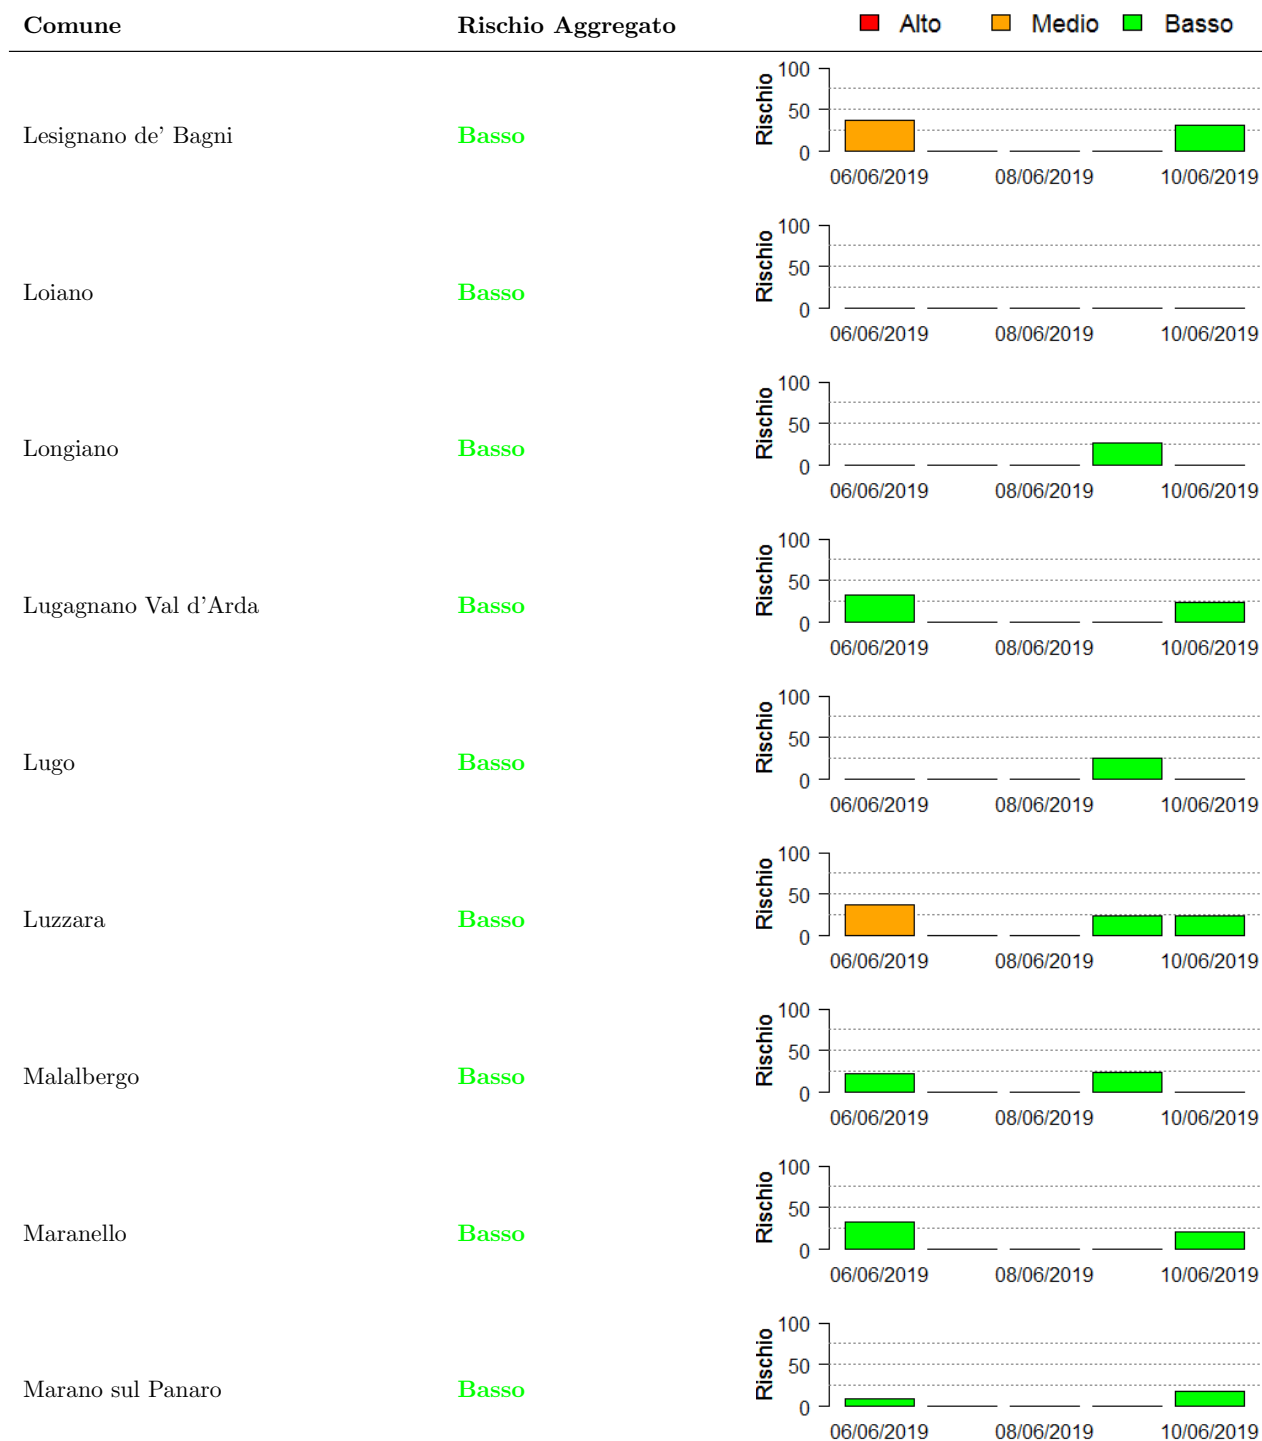 Comune Rischio Aggregato Alto Medio Basso
Lesignano de' Bagni Basso Rischio 100 50 0
06/06/2019 08/06/2019 10/06/2019
Loiano Basso Rischio 100 50 0
06/06/2019 08/06/2019 10/06/2019
Longiano Basso Rischio 100 50 0
06/06/2019 08/06/2019 10/06/2019
Lugagnano Val d'Arda Basso Rischio 100 50 0
06/06/2019 08/06/2019 10/06/2019
Lugo Basso Rischio 100 50 0
06/06/2019 08/06/2019 10/06/2019
Luzzara Basso Rischio 100 50 0
06/06/2019 08/06/2019 10/06/2019
Malalbergo Basso Rischio 100 50 0
06/06/2019 08/06/2019 10/06/2019
Maranello Basso Rischio 100 50 0
06/06/2019 08/06/2019 10/06/2019
Marano sul Panaro Basso Rischio 100 50 0
06/06/2019 08/06/2019 10/06/2019